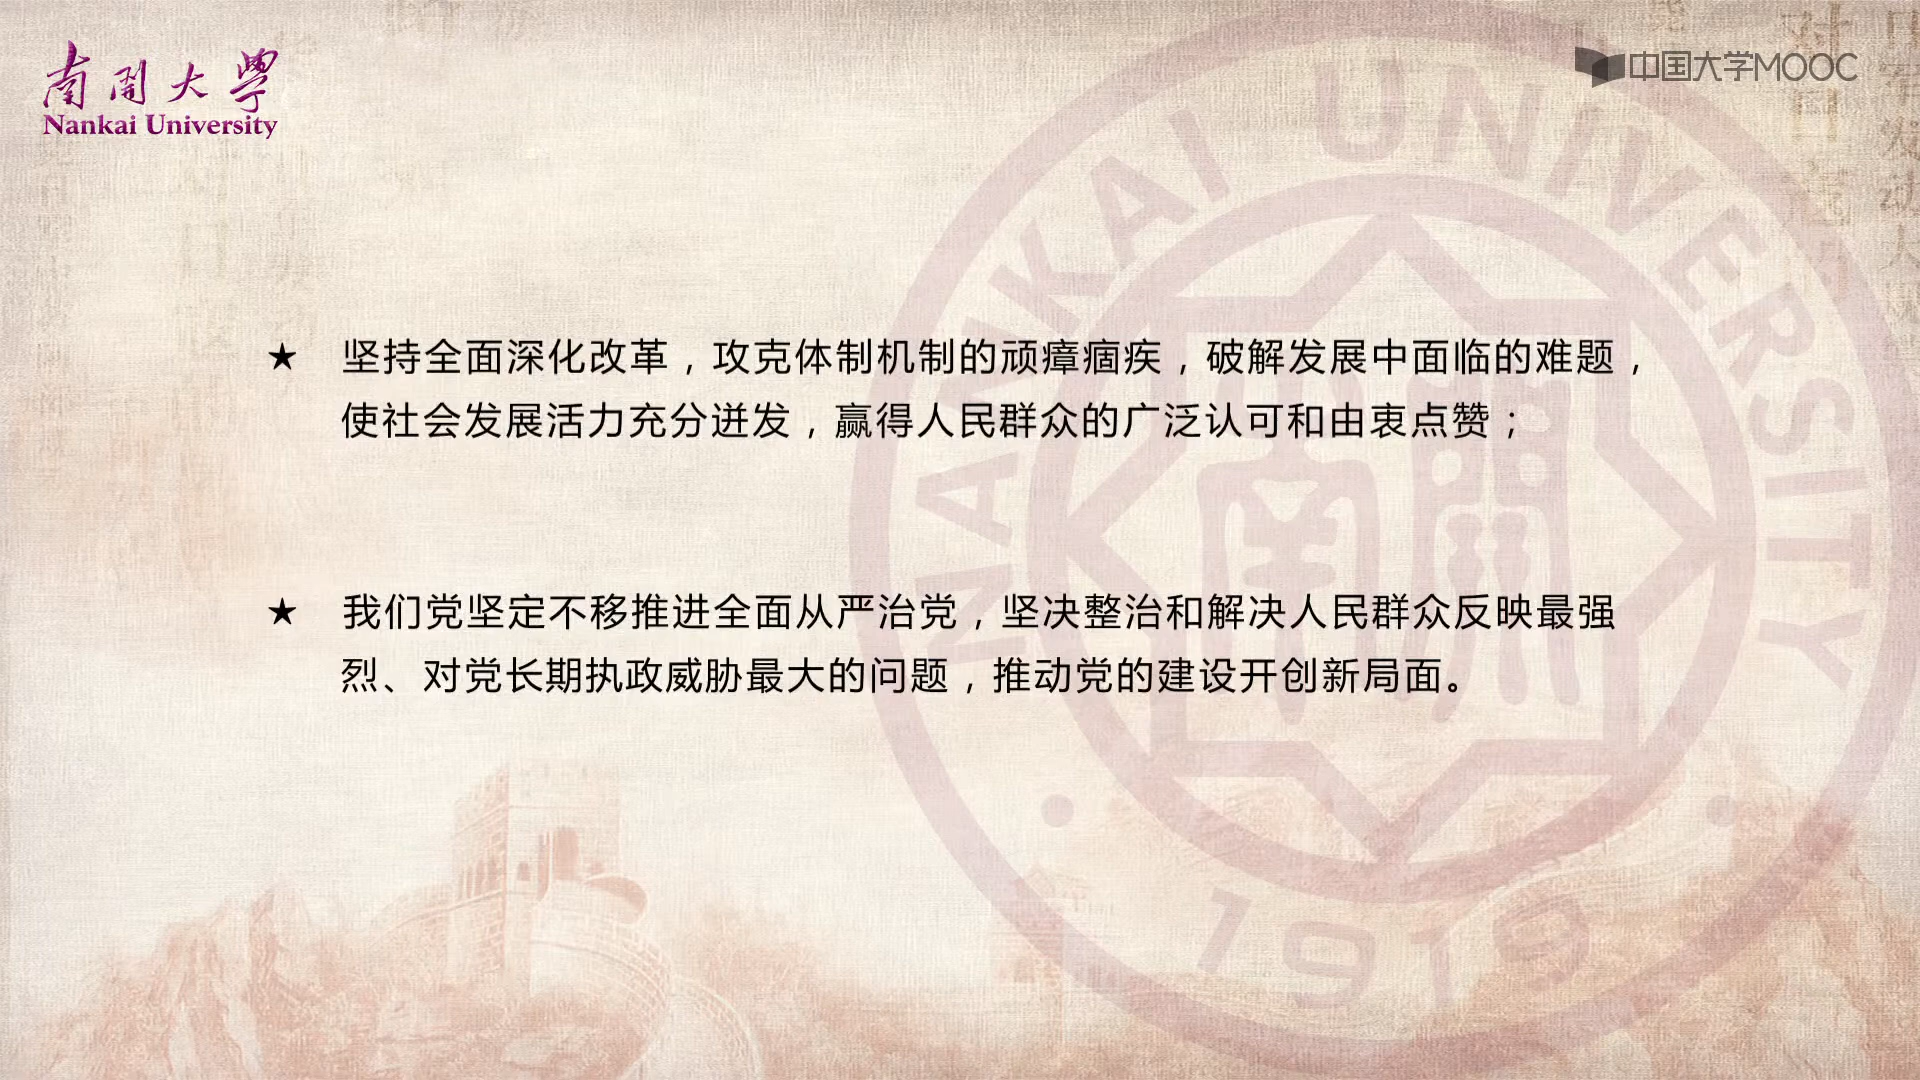 南开大学
Nankai University
中国大学MOOC
NANKAI UNIVERSITY
★ 坚持全面深化改革，攻克体制机制的顽瘴痼疾，破解发展中面临的难题，
使社会发展活力充分迸发，赢得人民群众的广泛认可和由衷点赞；
★ 我们党坚定不移推进全面从严治党，坚决整治和解决人民群众反映最强
烈、对党长期执政威胁最大的问题，推动党的建设开创新局面。
南開
1919